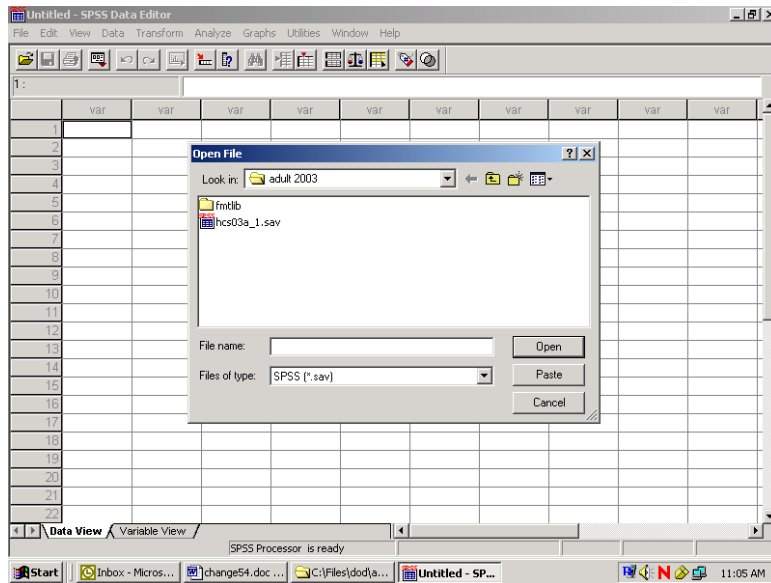 Untitled - SPSS Data Editor
File Edit View Data Transform Analyze Graphs Utilities Window Help
1 :
var var var var var var var var var var
1
2
3
4
5
6
7
8
9
10
11
12
13
14
15
16
17
18
19
20
21
22
Open File
Look in: adult 2003
fmtlib
hcs03a_1.sav
File name: Open
Files of type: SPSS (*.sav) Paste
Cancel
Data View Variable View
SPSS Processor is ready
Start Inbox - Micros... change54.doc ... C:\Files\dod\a... Untitled - SP... 11:05 AM